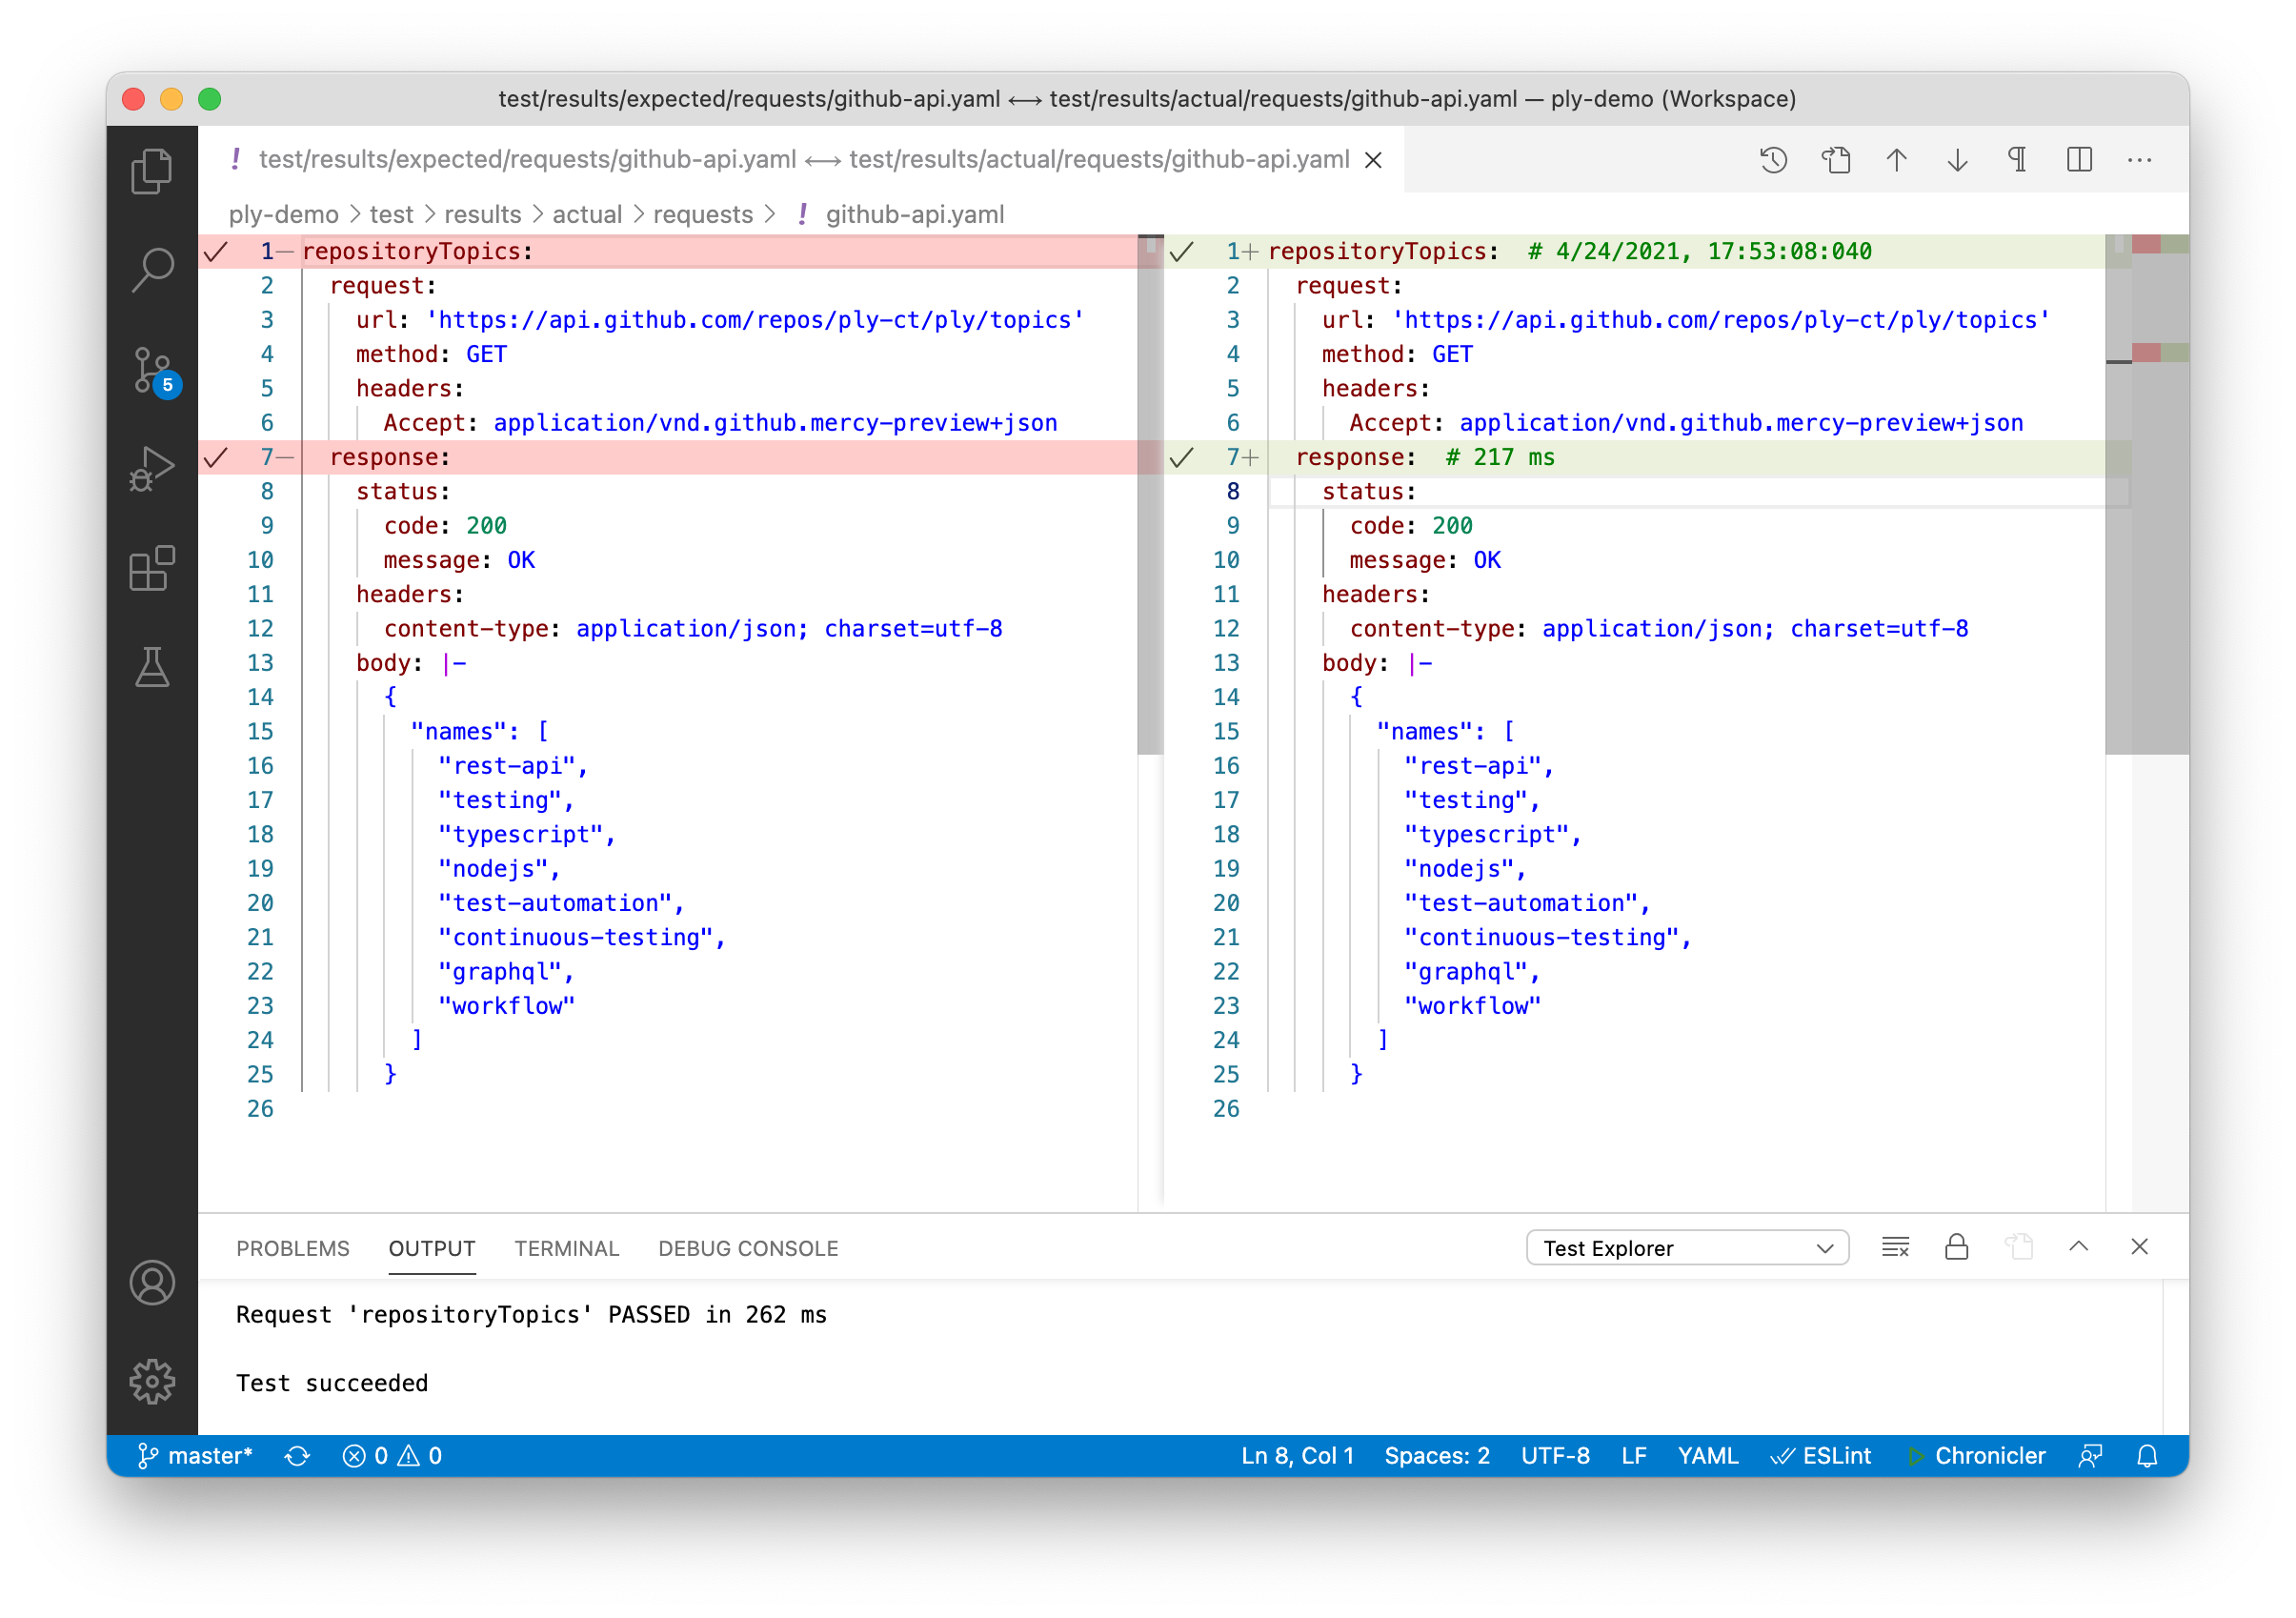 test/results/expected/requests/github-api.yaml ⟷ test/results/actual/requests/github-api.yaml — ply-demo (Workspace)
! test/results/expected/requests/github-api.yaml ⟷ test/results/actual/requests/github-api.yaml
ply-demo > test > results > actual > requests > ! github-api.yaml
1 repositoryTopics:
2 request:
3 url: 'https://api.github.com/repos/ply-ct/ply/topics'
4 method: GET
5 headers:
6 Accept: application/vnd.github.mercy-preview+json
7 response:
8 status:
9 code: 200
10 message: OK
11 headers:
12 content-type: application/json; charset=utf-8
13 body: |-
14 {
15 "names": [
16 "rest-api",
17 "testing",
18 "typescript",
19 "nodejs",
20 "test-automation",
21 "continuous-testing",
22 "graphql",
23 "workflow"
24 ]
25 }
26
1+ repositoryTopics: # 4/24/2021, 17:53:08:040
2 request:
3 url: 'https://api.github.com/repos/ply-ct/ply/topics'
4 method: GET
5 headers:
6 Accept: application/vnd.github.mercy-preview+json
7+ response: # 217 ms
8 status:
9 code: 200
10 message: OK
11 headers:
12 content-type: application/json; charset=utf-8
13 body: |-
14 {
15 "names": [
16 "rest-api",
17 "testing",
18 "typescript",
19 "nodejs",
20 "test-automation",
21 "continuous-testing",
22 "graphql",
23 "workflow"
24 ]
25 }
26
5
PROBLEMS OUTPUT TERMINAL DEBUG CONSOLE Test Explorer
Request 'repositoryTopics' PASSED in 262 ms
Test succeeded
master* 0 0 Ln 8, Col 1 Spaces: 2 UTF-8 LF YAML ESLint Chronicler